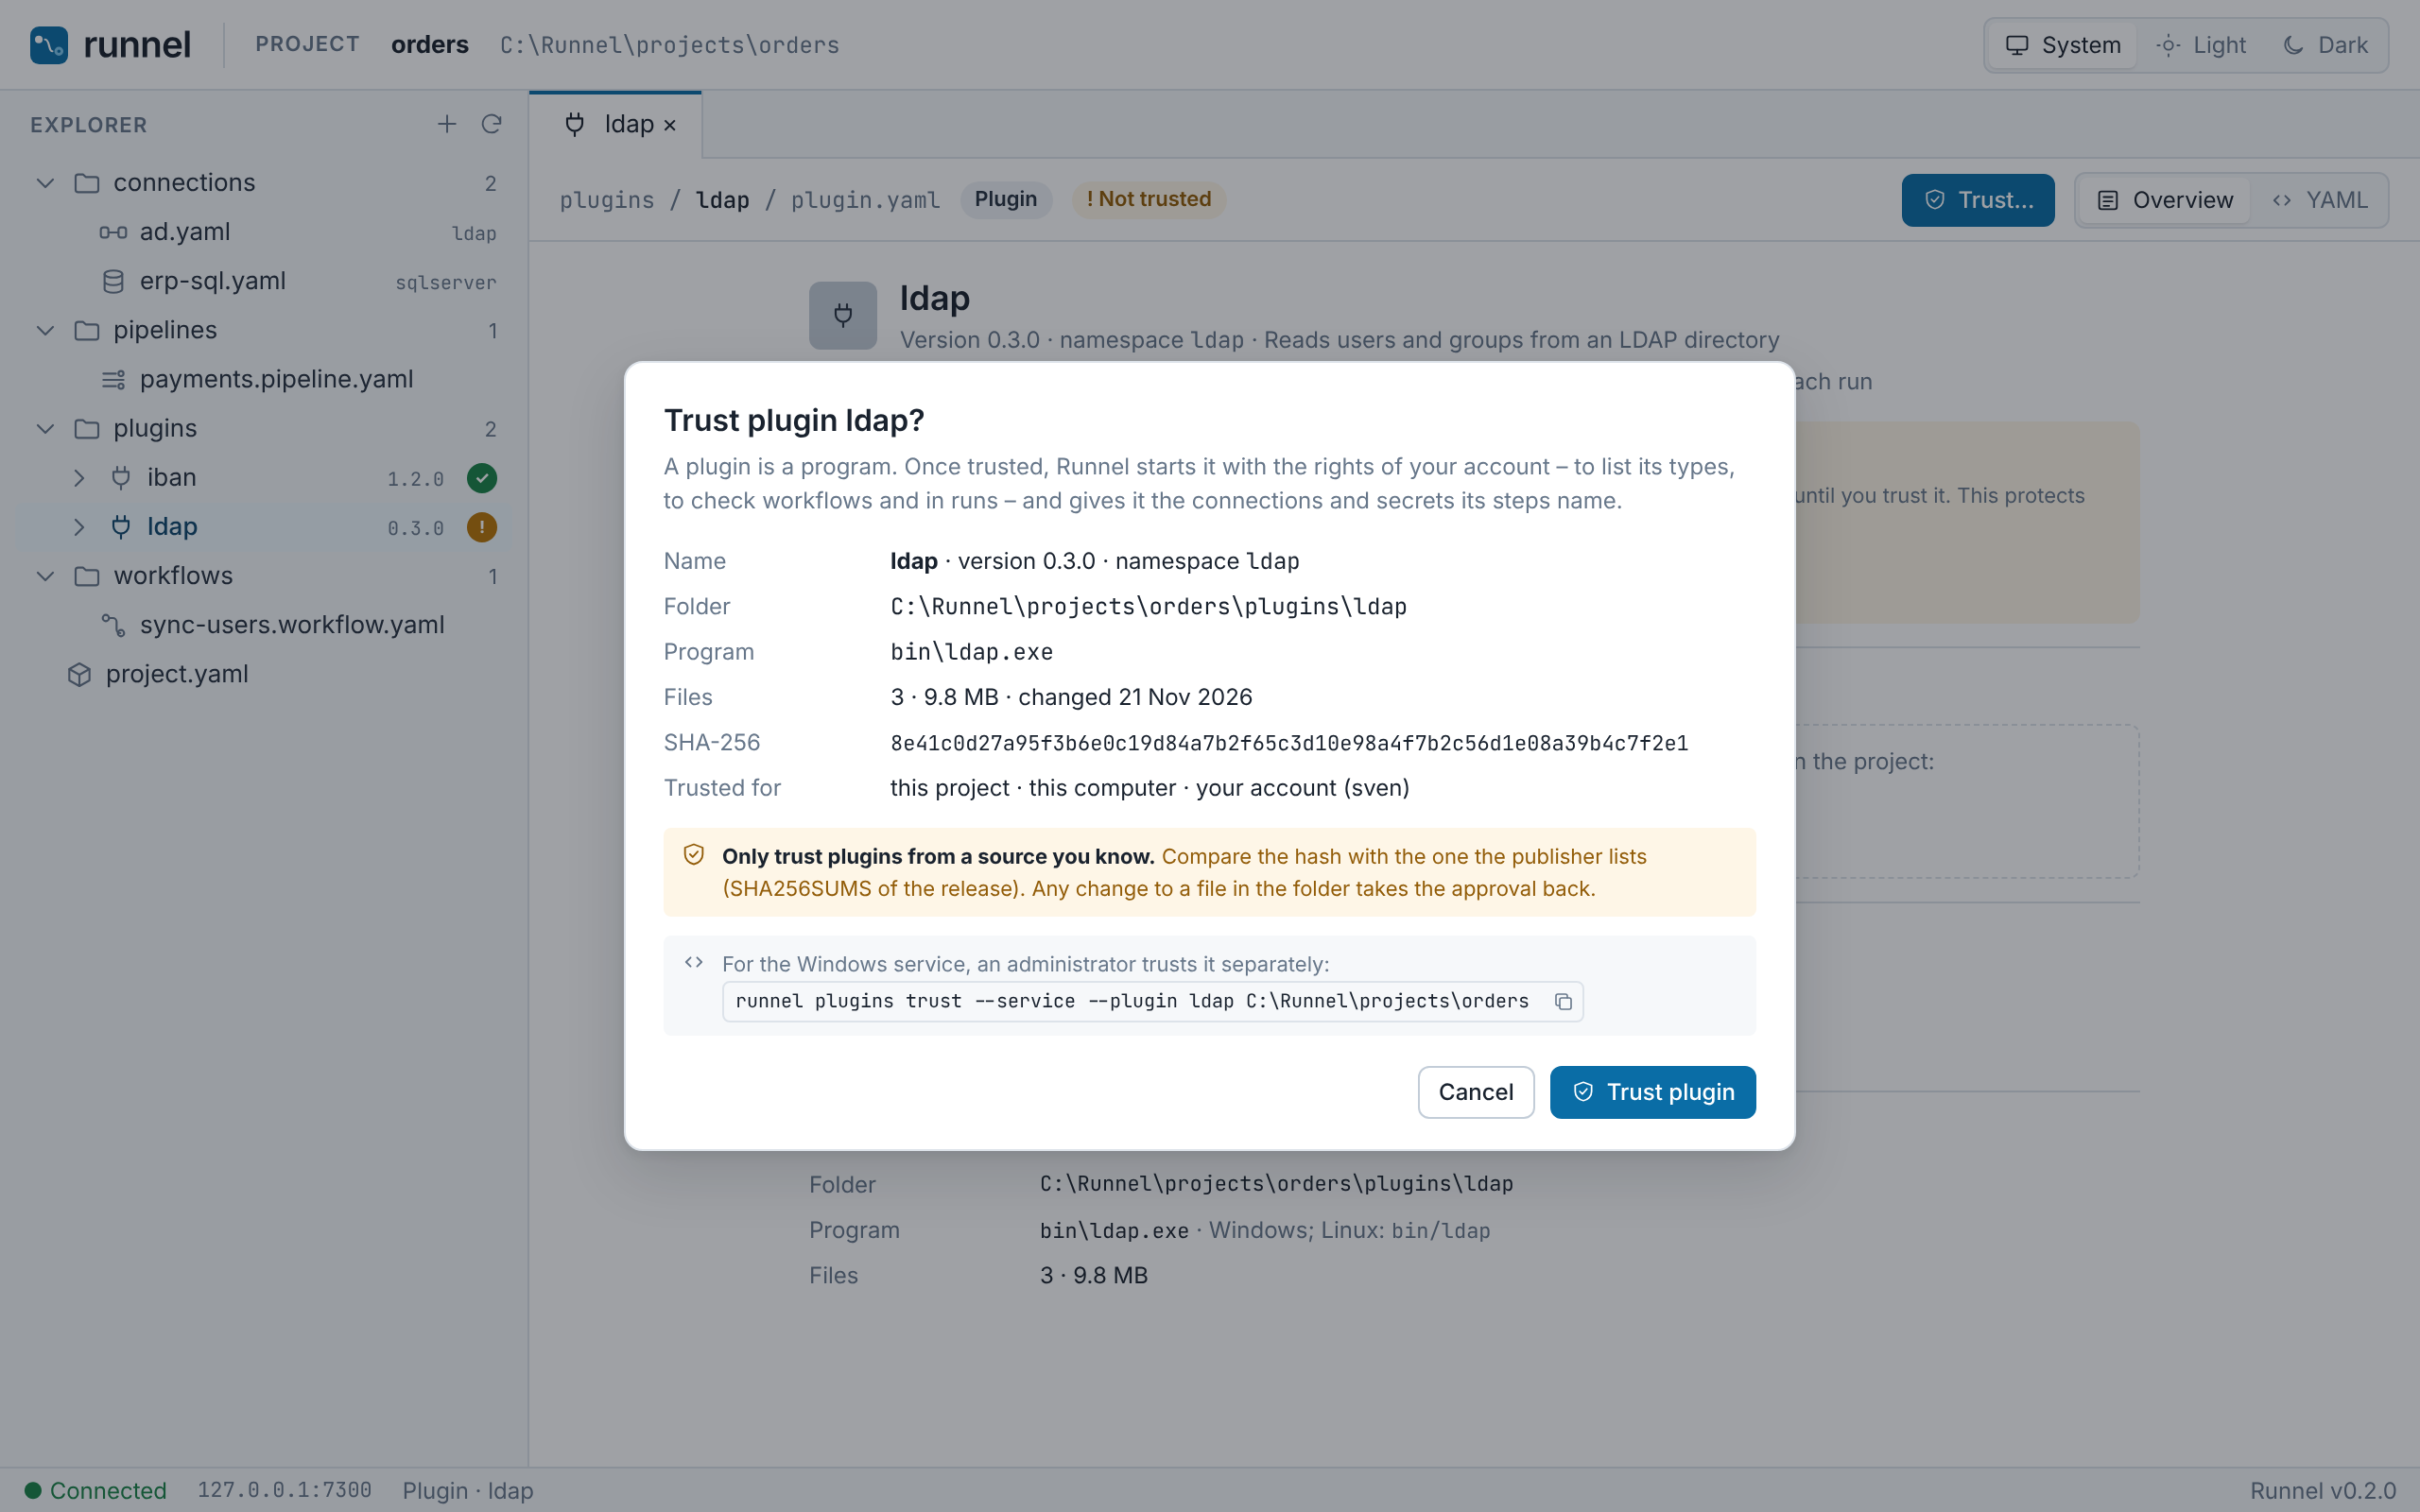 runnel PROJECT orders C:\Runnel\projects\orders System Light Dark
EXPLORER
connections 2
ad.yaml ldap
erp-sql.yaml sqlserver
pipelines 1
payments.pipeline.yaml
plugins 2
iban 1.2.0
ldap 0.3.0 !
workflows 1
sync-users.workflow.yaml
project.yaml
ldap ×
plugins / ldap / plugin.yaml Plugin ! Not trusted Trust... Overview YAML
ldap
Version 0.3.0 · namespace ldap · Reads users and groups from an LDAP directory
ach run
until you trust it. This protects
n the project:
Trust plugin ldap?
A plugin is a program. Once trusted, Runnel starts it with the rights of your account – to list its types,
to check workflows and in runs – and gives it the connections and secrets its steps name.
Name ldap · version 0.3.0 · namespace ldap
Folder C:\Runnel\projects\orders\plugins\ldap
Program bin\ldap.exe
Files 3 · 9.8 MB · changed 21 Nov 2026
SHA-256 8e41c0d27a95f3b6e0c19d84a7b2f65c3d10e98a4f7b2c56d1e08a39b4c7f2e1
Trusted for this project · this computer · your account (sven)
Only trust plugins from a source you know. Compare the hash with the one the publisher lists
(SHA256SUMS of the release). Any change to a file in the folder takes the approval back.
For the Windows service, an administrator trusts it separately:
runnel plugins trust --service --plugin ldap C:\Runnel\projects\orders
Cancel Trust plugin
Folder C:\Runnel\projects\orders\plugins\ldap
Program bin\ldap.exe · Windows; Linux: bin/ldap
Files 3 · 9.8 MB
Connected 127.0.0.1:7300 Plugin · ldap Runnel v0.2.0